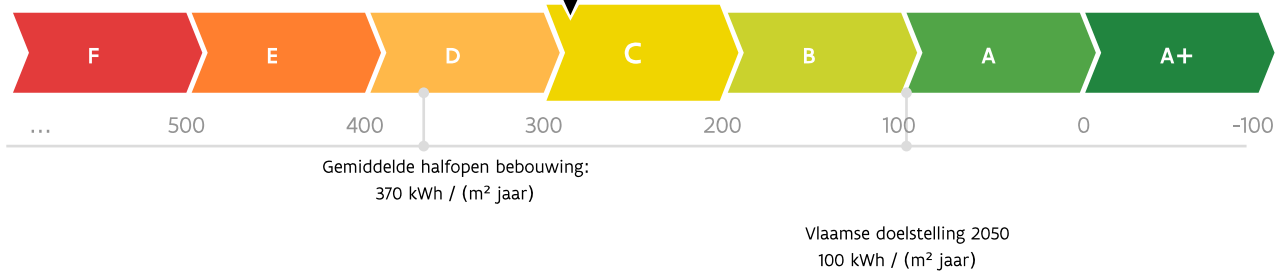 F E D C B A A+
... 500 400 300 200 100 0 -100
Gemiddelde halfopen bebouwing:
370 kWh / (m² jaar)
Vlaamse doelstelling 2050
100 kWh / (m² jaar)